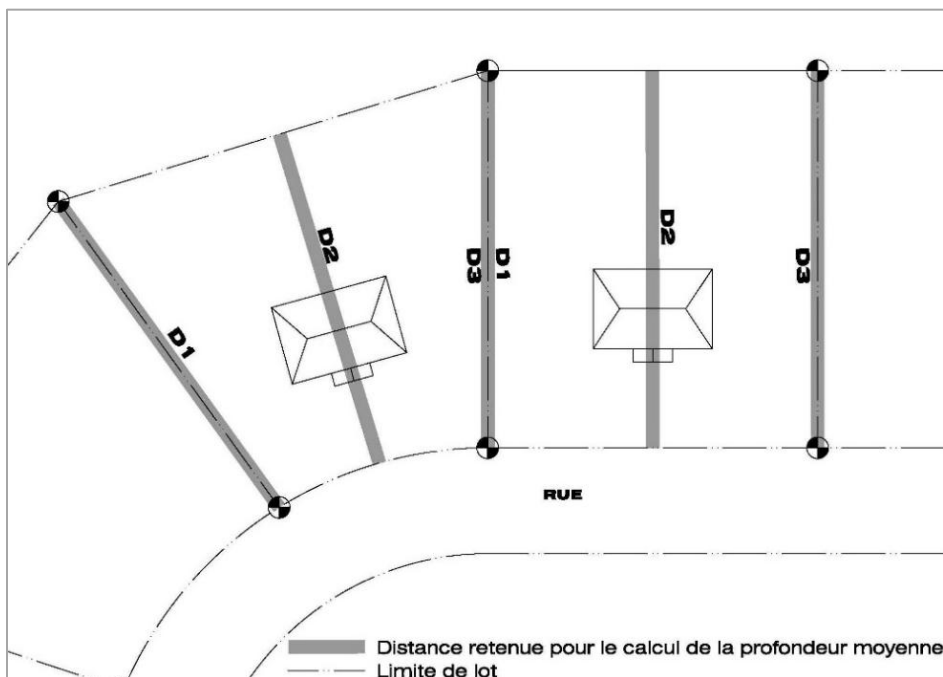 D1
D2
D3
D1
D2
D3
RUE
Distance retenue pour le calcul de la profondeur moyenne
Limite de lot